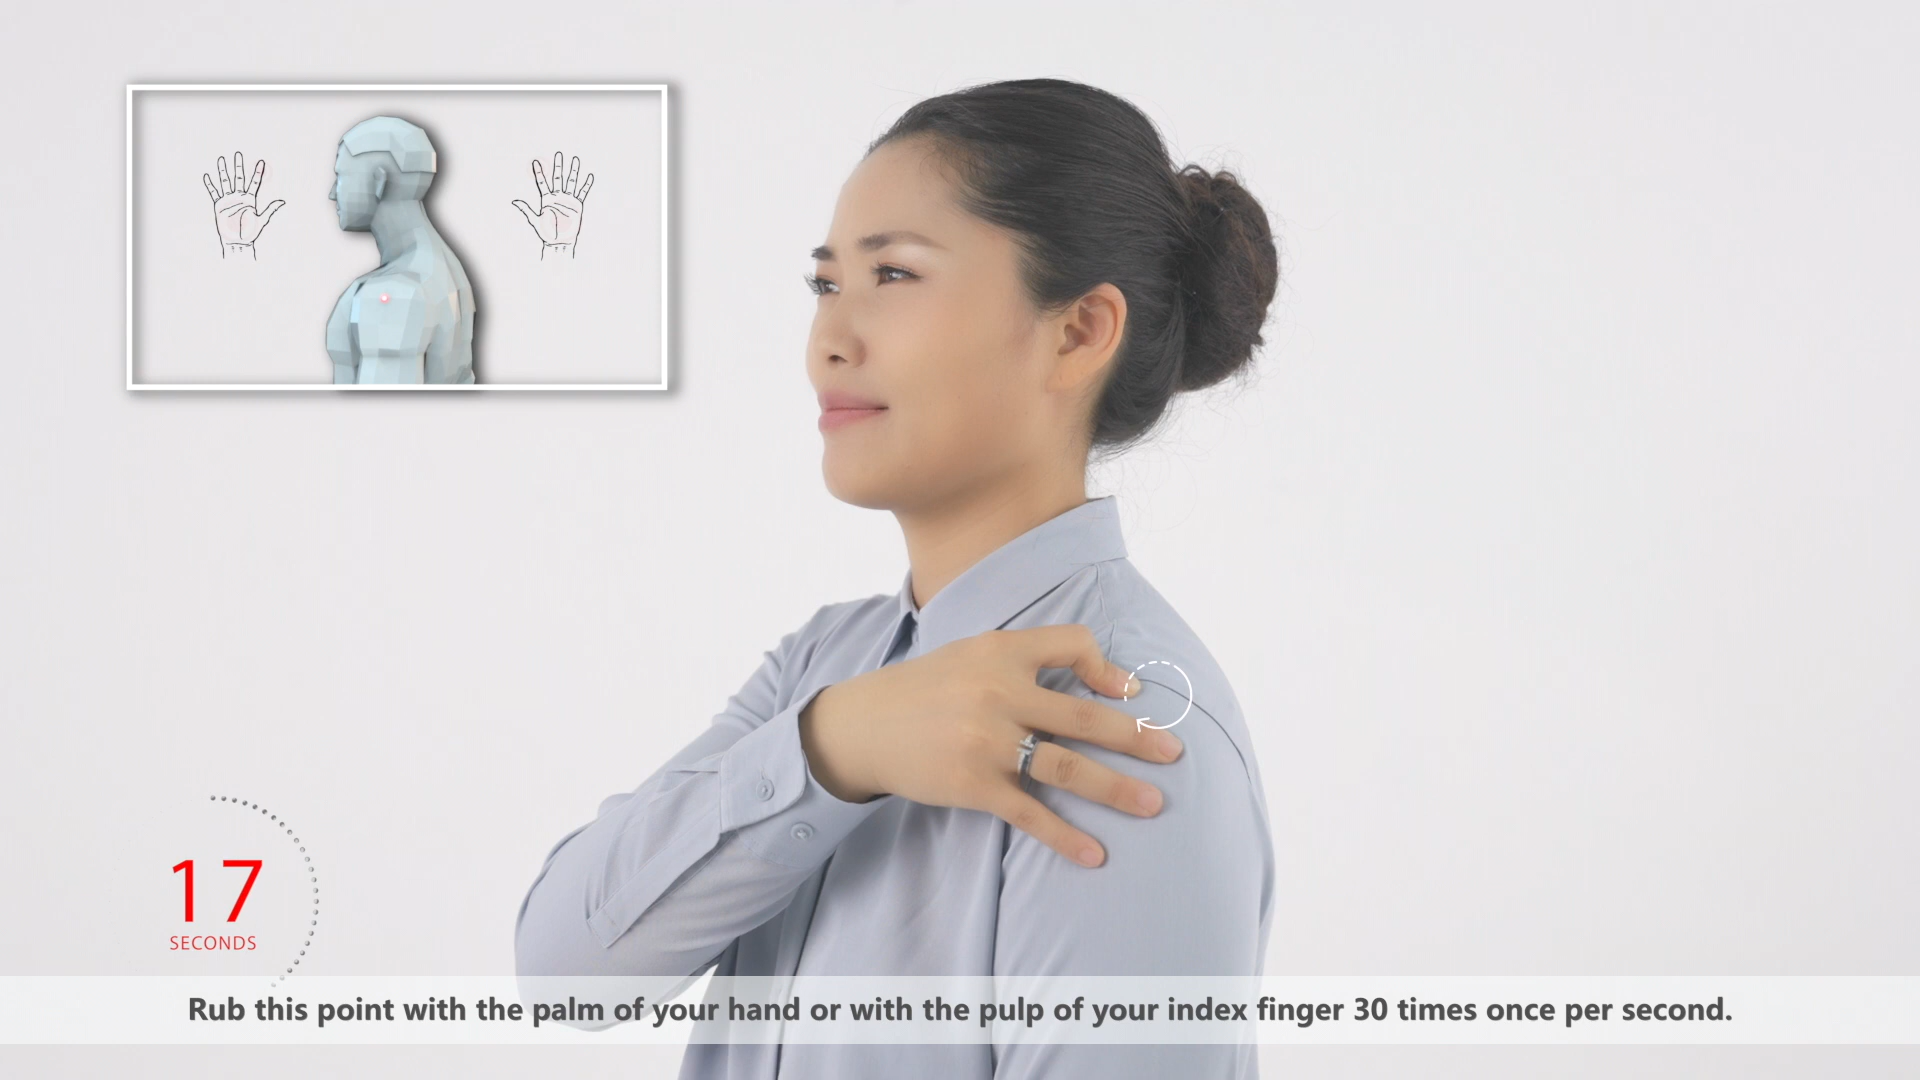 17
SECONDS
Rub this point with the palm of your hand or with the pulp of your index finger 30 times once per second.